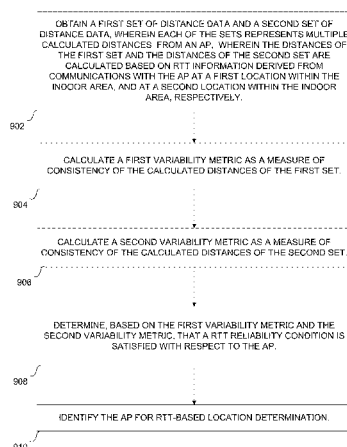 OBTAIN A FIRST SET OF DISTANCE DATA AND A SECOND SET OF
DISTANCE DATA, WHEREIN EACH OF THE SETS REPRESENTS MULTIPLE
CALCULATED DISTANCES FROM AN AP, WHEREIN THE DISTANCES OF
THE FIRST SET AND THE DISTANCES OF THE SECOND SET ARE
CALCULATED BASED ON RTT INFORMATION DERIVED FROM
COMMUNICATIONS WITH THE AP AT A FIRST LOCATION WITHIN THE
INDOOR AREA, AND AT A SECOND LOCATION WITHIN THE INDOOR
AREA, RESPECTIVELY.
902
CALCULATE A FIRST VARIABILITY METRIC AS A MEASURE OF
CONSISTENCY OF THE CALCULATED DISTANCES OF THE FIRST SET.
904
CALCULATE A SECOND VARIABILITY METRIC AS A MEASURE OF
CONSISTENCY OF THE CALCULATED DISTANCES OF THE SECOND SET.
906
DETERMINE, BASED ON THE FIRST VARIABILITY METRIC AND THE
SECOND VARIABILITY METRIC, THAT A RTT RELIABILITY CONDITION IS
SATISFIED WITH RESPECT TO THE AP.
908
IDENTIFY THE AP FOR RTT-BASED LOCATION DETERMINATION.
910